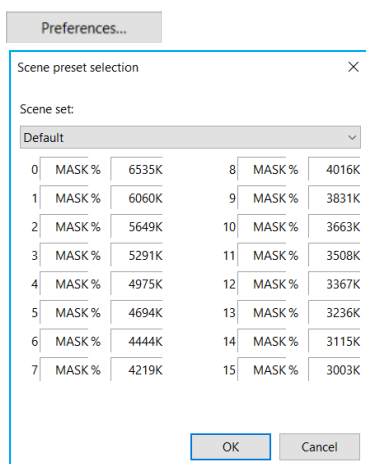 Preferences...
Scene preset selection
Scene set:
Default
0 MASK % 6535K 8 MASK % 4016K
1 MASK % 6060K 9 MASK % 3831K
2 MASK % 5649K 10 MASK % 3663K
3 MASK % 5291K 11 MASK % 3508K
4 MASK % 4975K 12 MASK % 3367K
5 MASK % 4694K 13 MASK % 3236K
6 MASK % 4444K 14 MASK % 3115K
7 MASK % 4219K 15 MASK % 3003K
OK Cancel